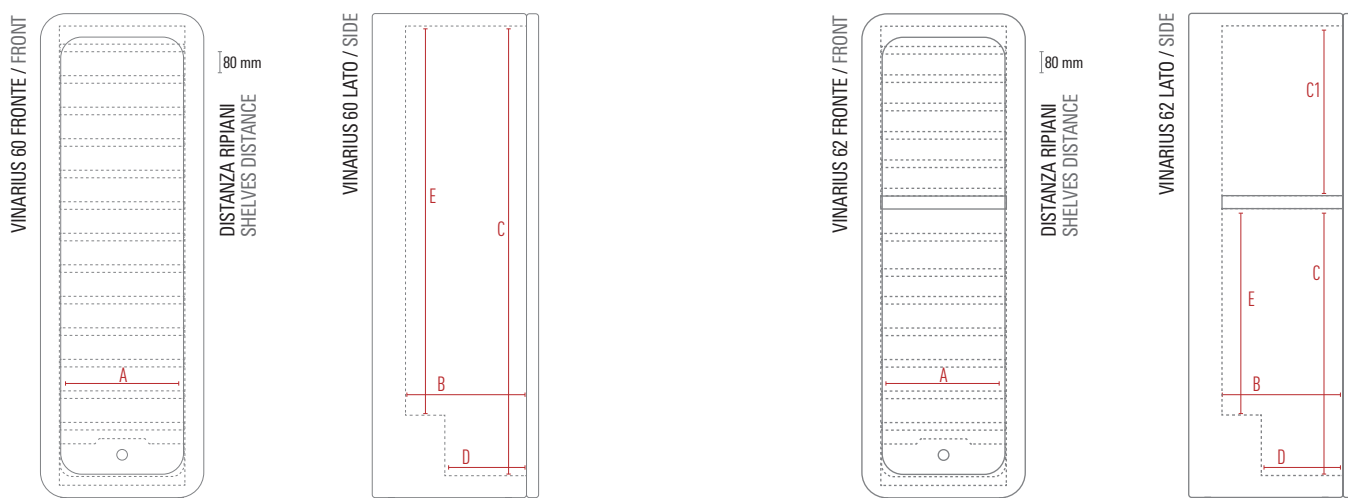 VINARIUS 60 FRONTE / FRONT
80 mm
DISTANZA RIPIANI
SHELVES DISTANCE
A
VINARIUS 60 LATO / SIDE
E
C
B
D
VINARIUS 62 FRONTE / FRONT
80 mm
DISTANZA RIPIANI
SHELVES DISTANCE
A
VINARIUS 62 LATO / SIDE
C1
C
E
B
D